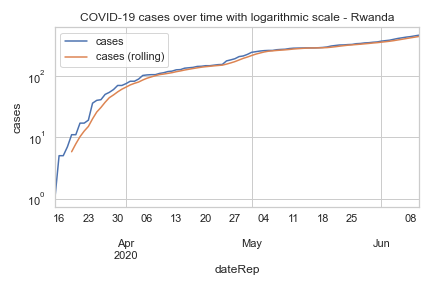 COVID-19 cases over time with logarithmic scale - Rwanda
cases
cases (rolling)
10²
10¹
10⁰
cases
16 23 30 06 13 20 27 04 11 18 25 08
Apr May Jun
2020
dateRep